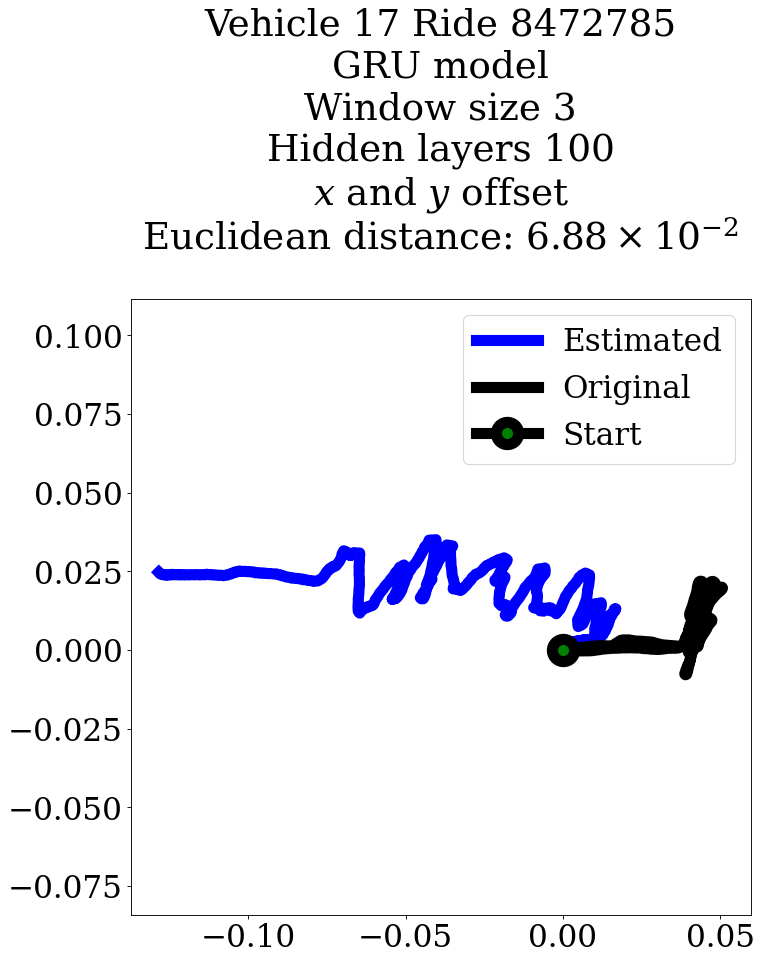 Vehicle 17 Ride 8472785
GRU model
Window size 3
Hidden layers 100
x and y offset
Euclidean distance: 6.88 × 10⁻²
Estimated
Original
Start
0.100
0.075
0.050
0.025
0.000
−0.025
−0.050
−0.075
−0.10
−0.05
0.00
0.05